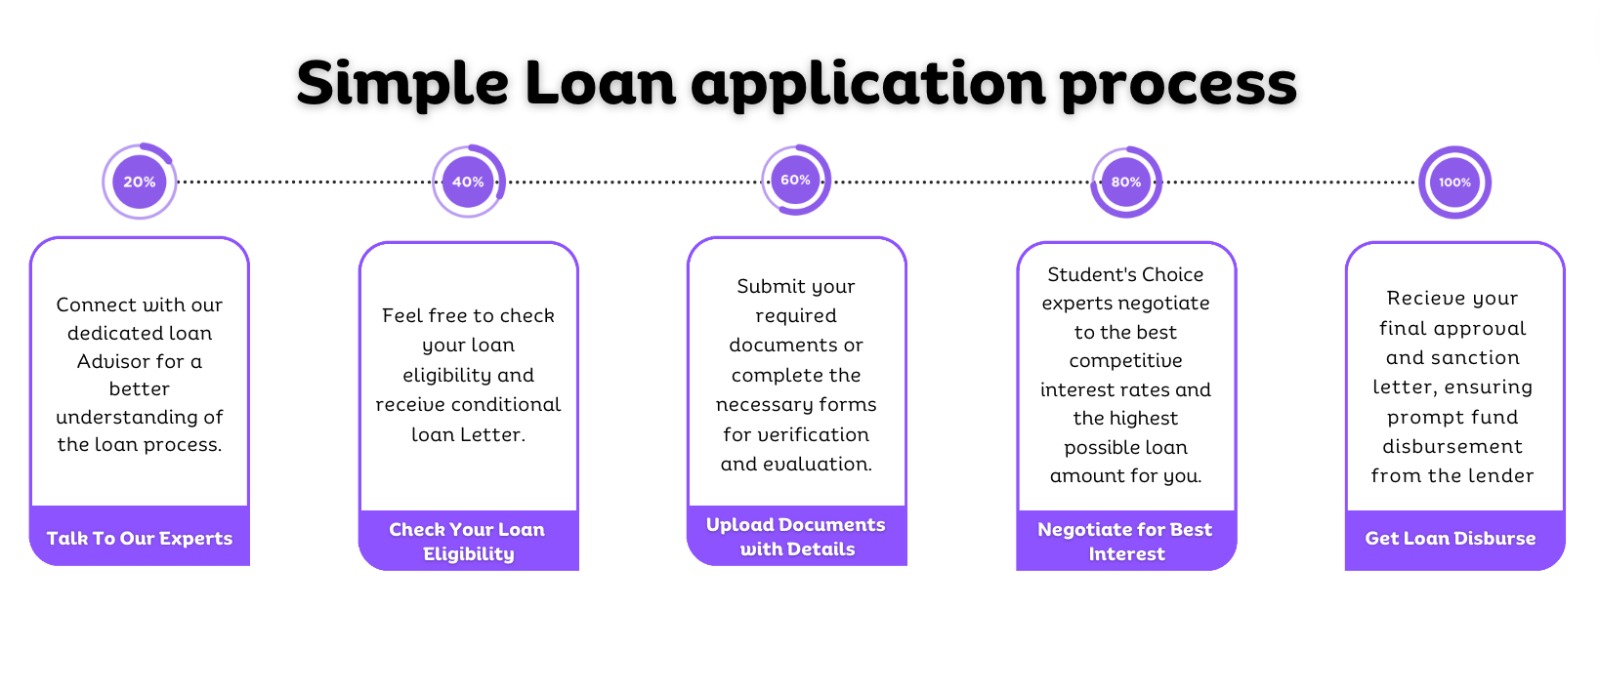 Simple Loan application process
20%
40%
60%
80%
100%
Connect with our
dedicated loan
Advisor for a
better
understanding of
the loan process.
Talk To Our Experts
Feel free to check
your loan
eligibility and
receive conditional
loan Letter.
Check Your Loan
Eligibility
Submit your
required
documents or
complete the
necessary forms
for verification
and evaluation.
Upload Documents
with Details
Student's Choice
experts negotiate
to the best
competitive
interest rates and
the highest
possible loan
amount for you.
Negotiate for Best
Interest
Recieve your
final approval
and sanction
letter, ensuring
prompt fund
disbursement
from the lender
Get Loan Disburse